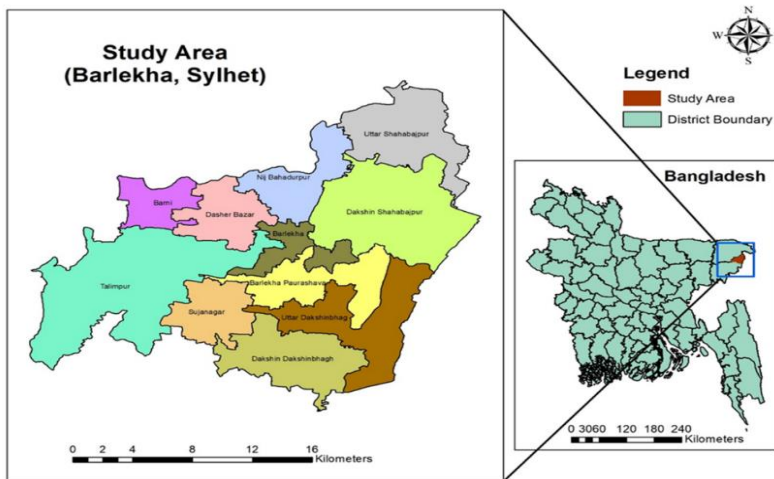 Study Area
(Barlekha, Sylhet)
Uttar Shahabajpur
Nij Bahadurpur
Barni
Dasher Bazar
Dakshin Shahabajpur
Barlekha
Talimpur
Barlekha Paurashava
Sujanagar
Uttar Dakshinbhag
Dakshin Dakshinbhagh
0 2 4 8 12 16
Kilometers
N
W E
S
Legend
Study Area
District Boundary
Bangladesh
0 3060 120 180 240
Kilometers